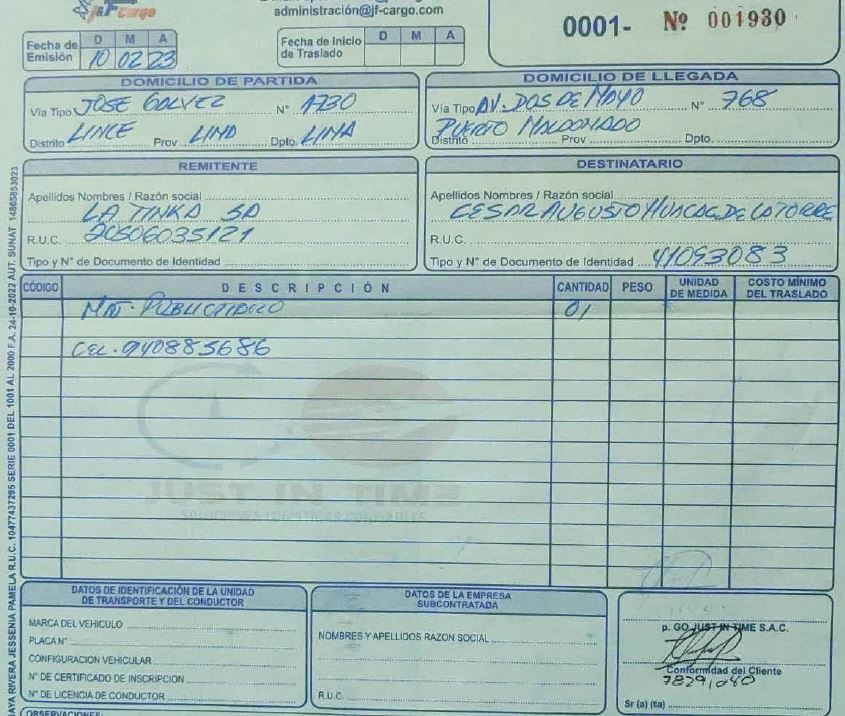 J&F Cargo
administración@jf-cargo.com
0001- Nº 001930
Fecha de Emisión D M A 10 02 23
Fecha de Inicio de Traslado D M A
DOMICILIO DE PARTIDA
Vía Tipo JOSE GALVEZ N° 1730
Distrito LINCE Prov LIMA Dpto. LIMA
DOMICILIO DE LLEGADA
Vía Tipo AV. DOS DE MAYO N° 768
PUERTO MALDONADO
Distrito Prov Dpto.
REMITENTE
Apellidos Nombres / Razón social
LA TINKA SA
R.U.C. 20506035121
Tipo y N° de Documento de Identidad
DESTINATARIO
Apellidos Nombres / Razón social
CESAR AUGUSTO HUACAC DE LA TORRE
R.U.C.
Tipo y N° de Documento de Identidad 41053083
CÓDIGO DESCRIPCIÓN CANTIDAD PESO UNIDAD DE MEDIDA COSTO MÍNIMO DEL TRASLADO
MAT. PUBLICITARIO 01
CEL. 940885686
JUST IN TIME
SOLUCIONES LOGISTICAS CONFIABLES
DATOS DE IDENTIFICACIÓN DE LA UNIDAD
DE TRANSPORTE Y DEL CONDUCTOR
MARCA DEL VEHICULO
PLACA N°
CONFIGURACION VEHICULAR
N° DE CERTIFICADO DE INSCRIPCION
N° DE LICENCIA DE CONDUCTOR
DATOS DE LA EMPRESA
SUBCONTRATADA
NOMBRES Y APELLIDOS RAZON SOCIAL
R.U.C.
p. GO JUST IN TIME S.A.C.
Conformidad del Cliente
Sr (a) (ta)
OBSERVACIONES:
JAYA RIVERA JESSENIA PAMELA R.U.C. 10477437295 SERIE 0001 DEL 1001 AL 2000 F.A. 24-10-2022 AUT. SUNAT 14865853023